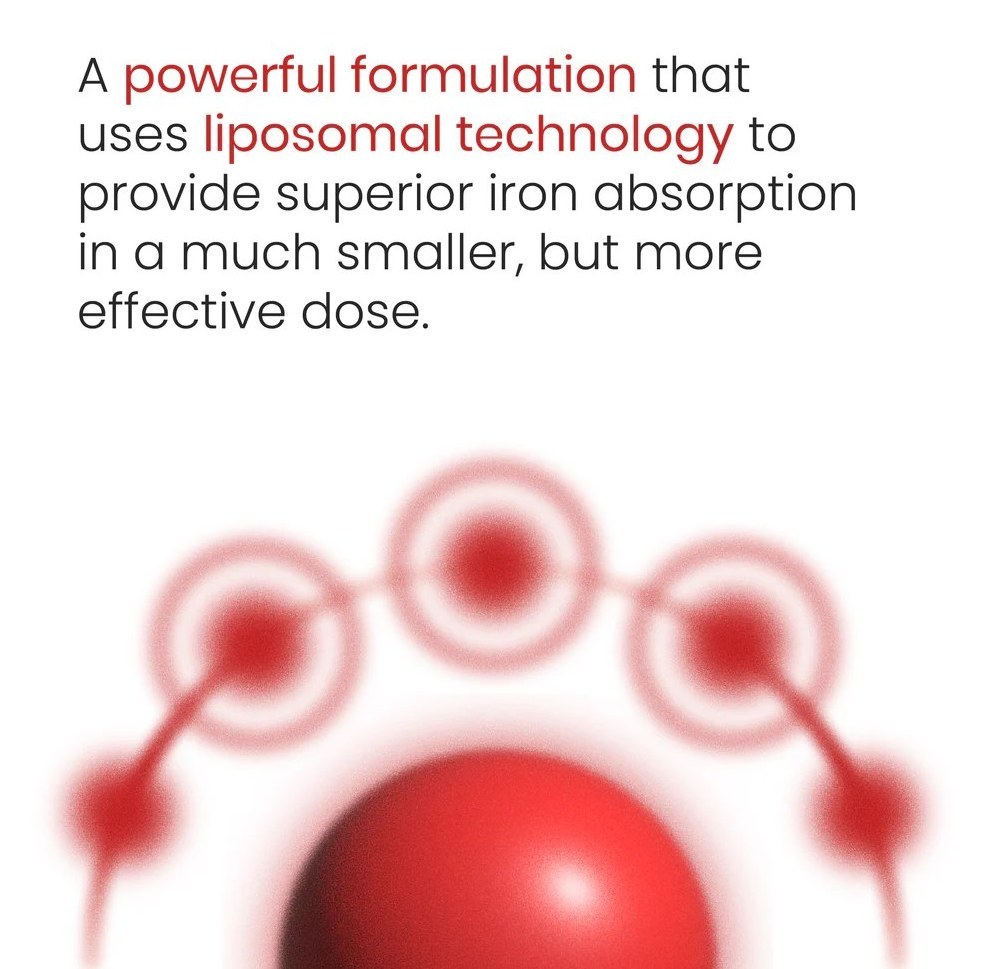 A powerful formulation that
uses liposomal technology to
provide superior iron absorption
in a much smaller, but more
effective dose.